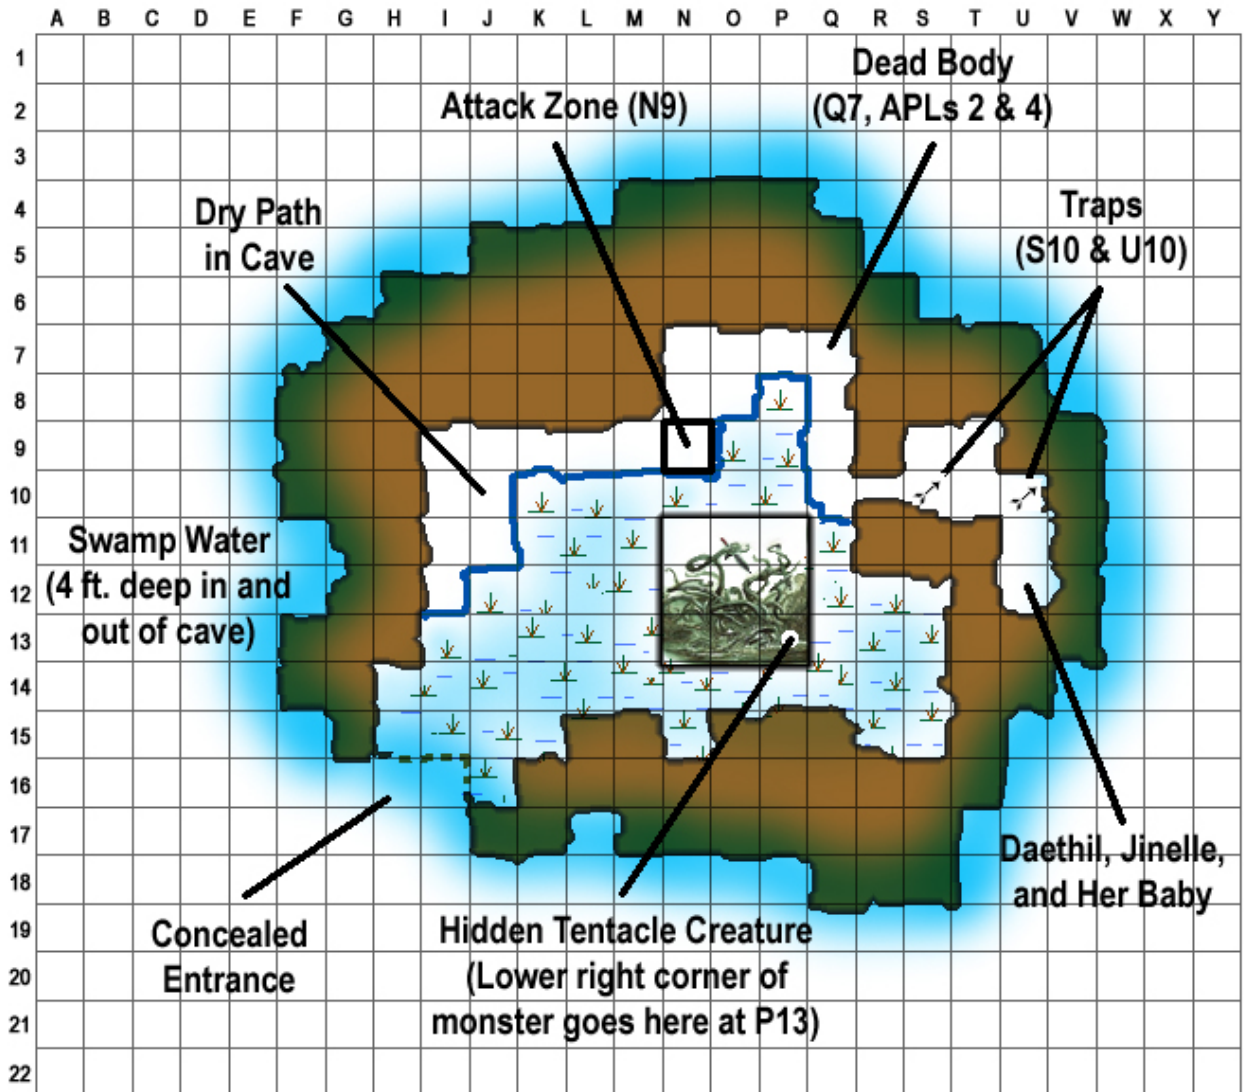 A B C D E F G H I J K L M N O P Q R S T U V W X Y
1
2
3
4
5
6
7
8
9
10
11
12
13
14
15
16
17
18
19
20
21
22
Attack Zone (N9)
Dead Body
(Q7, APLs 2 & 4)
Dry Path
in Cave
Traps
(S10 & U10)
Swamp Water
(4 ft. deep in and
out of cave)
Daethil, Jinelle,
and Her Baby
Concealed
Entrance
Hidden Tentacle Creature
(Lower right corner of
monster goes here at P13)